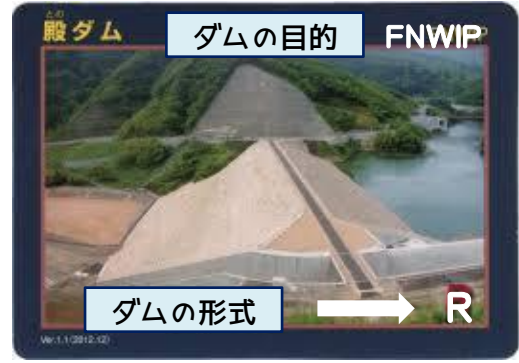 との
殿ダム
ダムの目的
FNWIP
ダムの形式
R
Ver.1.1(2012.12)